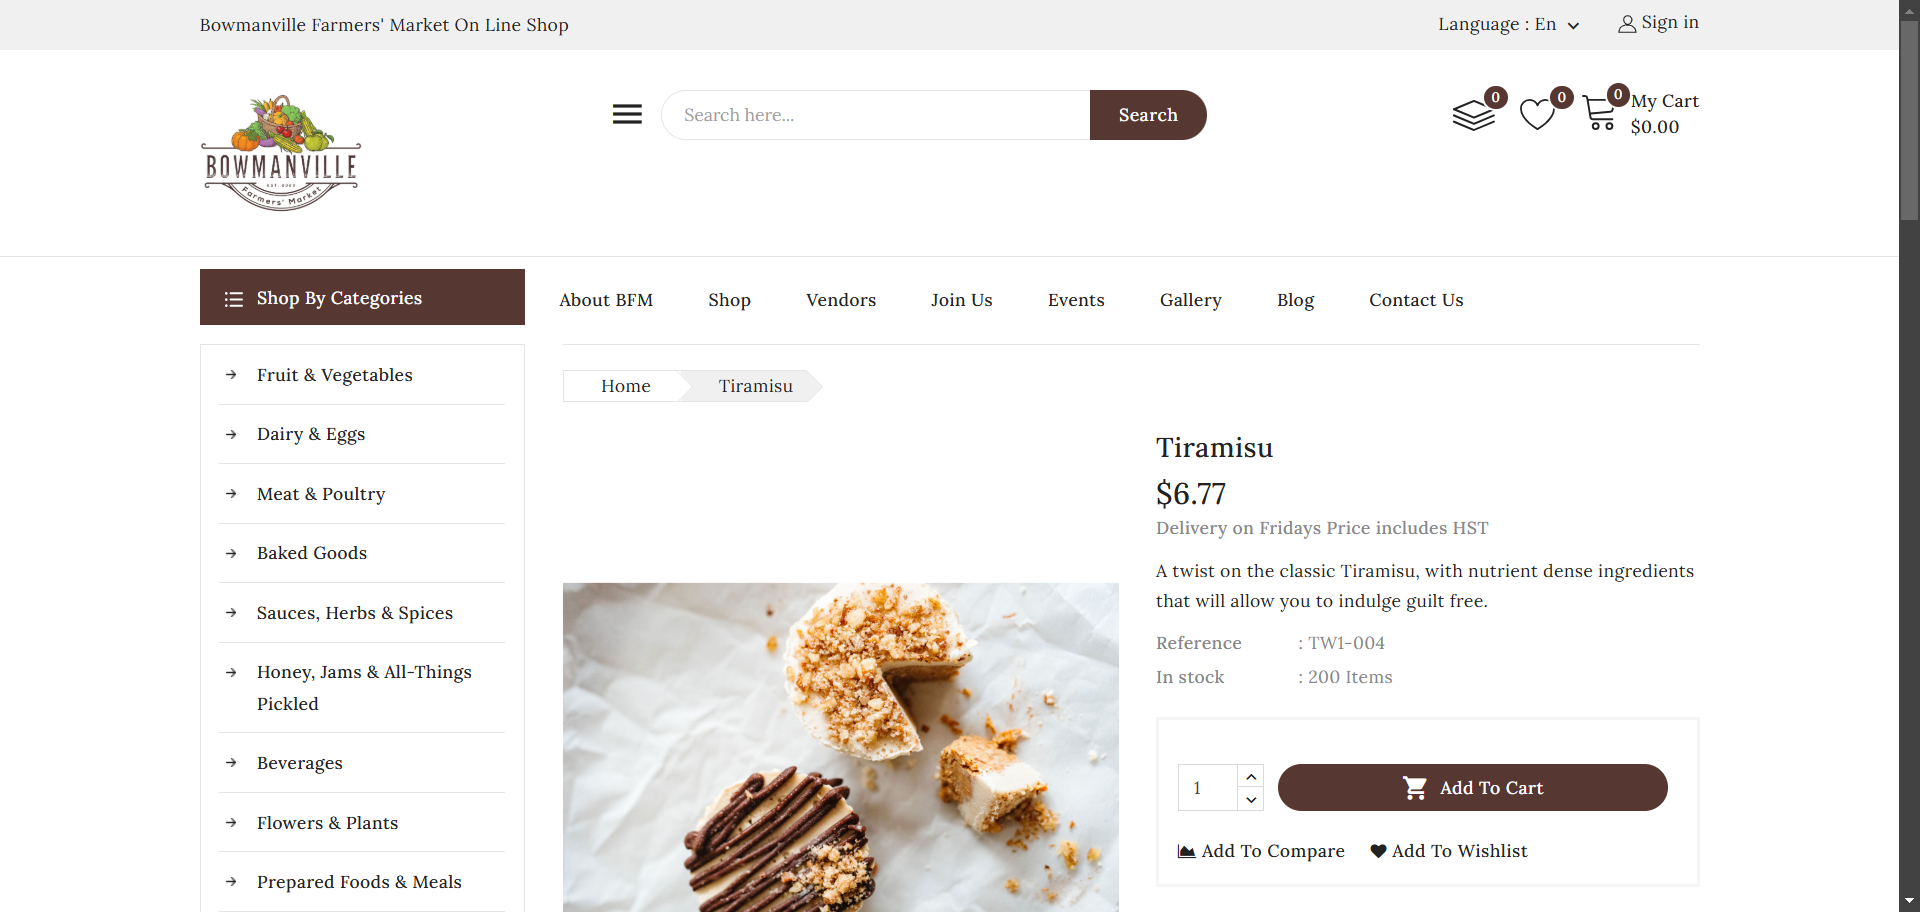 Bowmanville Farmers' Market On Line Shop
Language : En
Sign in
BOWMANVILLE
Farmers' Market
Search here...
Search
0
0
0
My Cart
$0.00
Shop By Categories
About BFM
Shop
Vendors
Join Us
Events
Gallery
Blog
Contact Us
Fruit & Vegetables
Dairy & Eggs
Meat & Poultry
Baked Goods
Sauces, Herbs & Spices
Honey, Jams & All-Things
Pickled
Beverages
Flowers & Plants
Prepared Foods & Meals
Home
Tiramisu
Tiramisu
$6.77
Delivery on Fridays Price includes HST
A twist on the classic Tiramisu, with nutrient dense ingredients
that will allow you to indulge guilt free.
Reference : TW1-004
In stock : 200 Items
1
Add To Cart
Add To Compare
Add To Wishlist